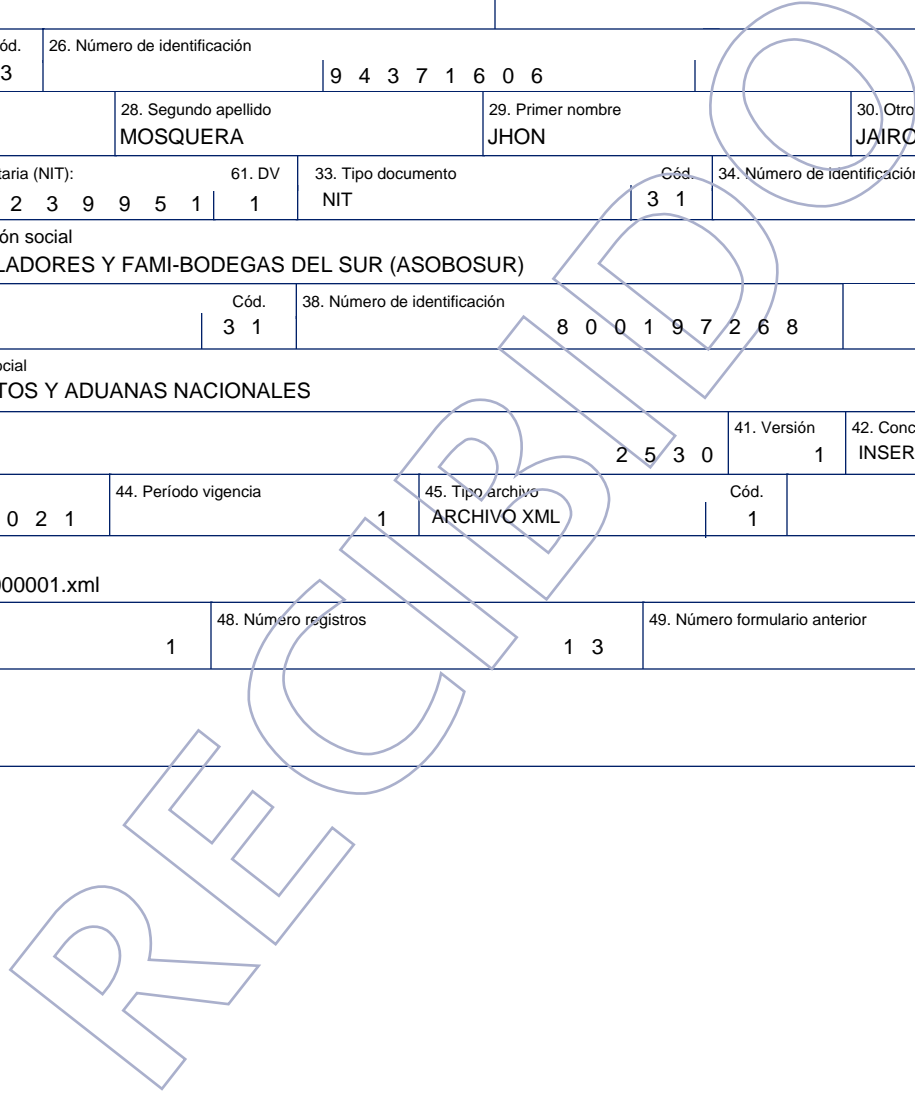 ód. 26. Número de identificación
3 9 4 3 7 1 6 0 6
28. Segundo apellido 29. Primer nombre 30. Otro
MOSQUERA JHON JAIRO
taria (NIT): 61. DV 33. Tipo documento Cód. 34. Número de identificación
2 3 9 9 5 1 1 NIT 3 1
ón social
LADORES Y FAMI-BODEGAS DEL SUR (ASOBOSUR)
Cód. 38. Número de identificación
3 1 8 0 0 1 9 7 2 6 8
ocial
TOS Y ADUANAS NACIONALES
41. Versión 42. Conc
2 5 3 0 1 INSER
44. Período vigencia 45. Tipo archivo Cód.
0 2 1 1 ARCHIVO XML 1
000001.xml
48. Número registros 49. Número formulario anterior
1 1 3
RECIBIDO